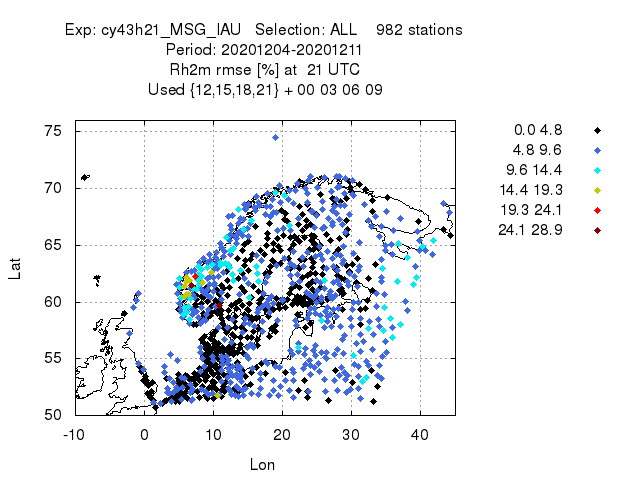 Exp: cy43h21_MSG_IAU   Selection: ALL    982 stations
Period: 20201204-20201211
Rh2m rmse [%] at  21 UTC
Used {12,15,18,21} + 00 03 06 09
75
70
65
60
55
50
Lat
-10 0 10 20 30 40
Lon
0.0 4.8
4.8 9.6
9.6 14.4
14.4 19.3
19.3 24.1
24.1 28.9